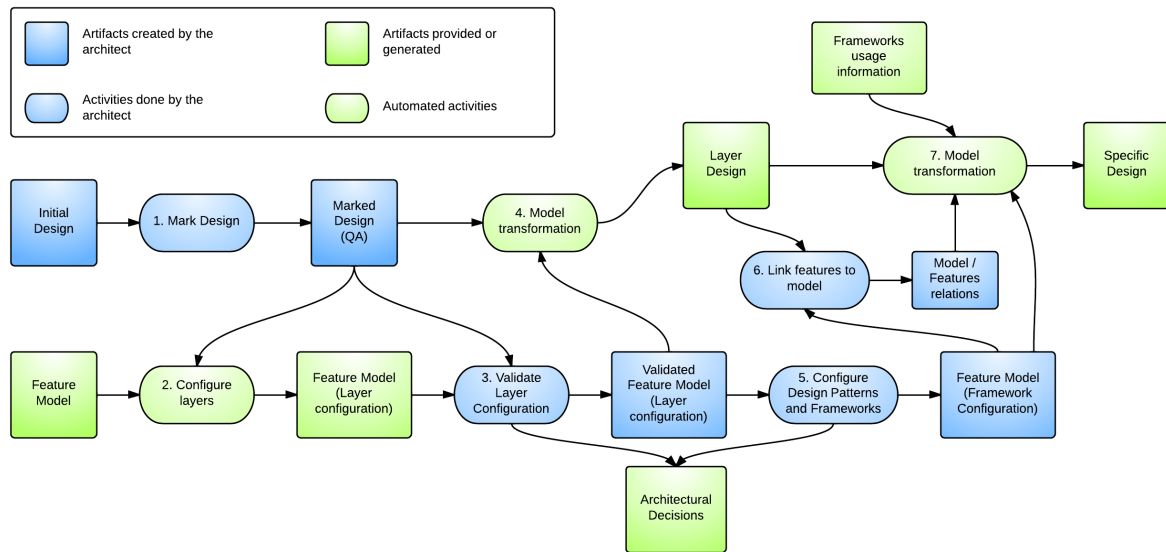 Artifacts created by the
architect
Artifacts provided or
generated
Activities done by the
architect
Automated activities
Frameworks
usage
information
Layer
Design
7. Model
transformation
Specific
Design
Initial
Design
1. Mark Design
Marked
Design
(QA)
4. Model
transformation
6. Link features to
model
Model /
Features
relations
Feature
Model
2. Configure
layers
Feature Model
(Layer
configuration)
3. Validate
Layer
Configuration
Validated
Feature Model
(Layer
configuration)
5. Configure
Design Patterns
and Frameworks
Feature Model
(Framework
Configuration)
Architectural
Decisions